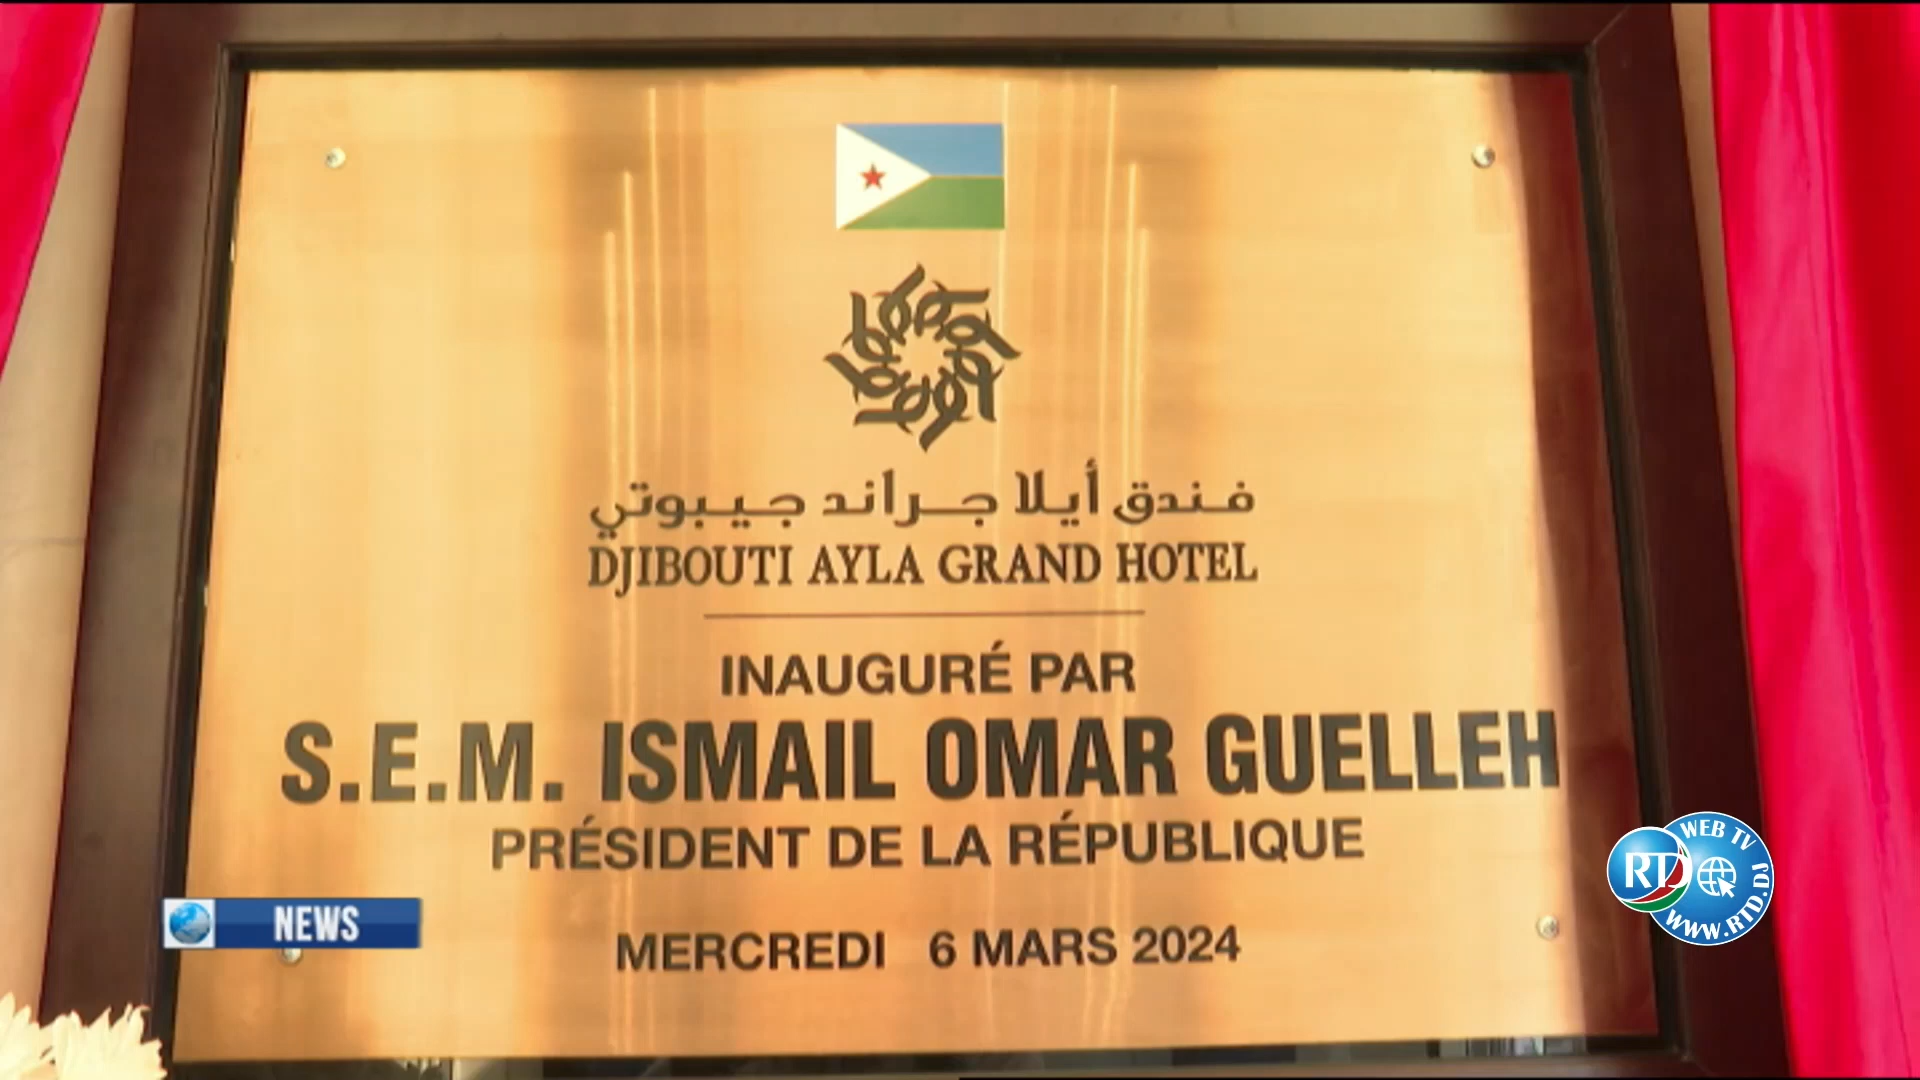 فندق أيلا جراند جيبوتي
DJIBOUTI AYLA GRAND HOTEL
INAUGURÉ PAR
S.E.M. ISMAIL OMAR GUELLEH
PRÉSIDENT DE LA RÉPUBLIQUE
MERCREDI 6 MARS 2024
NEWS
WEB TV
RTD
WWW.RTD.DJ